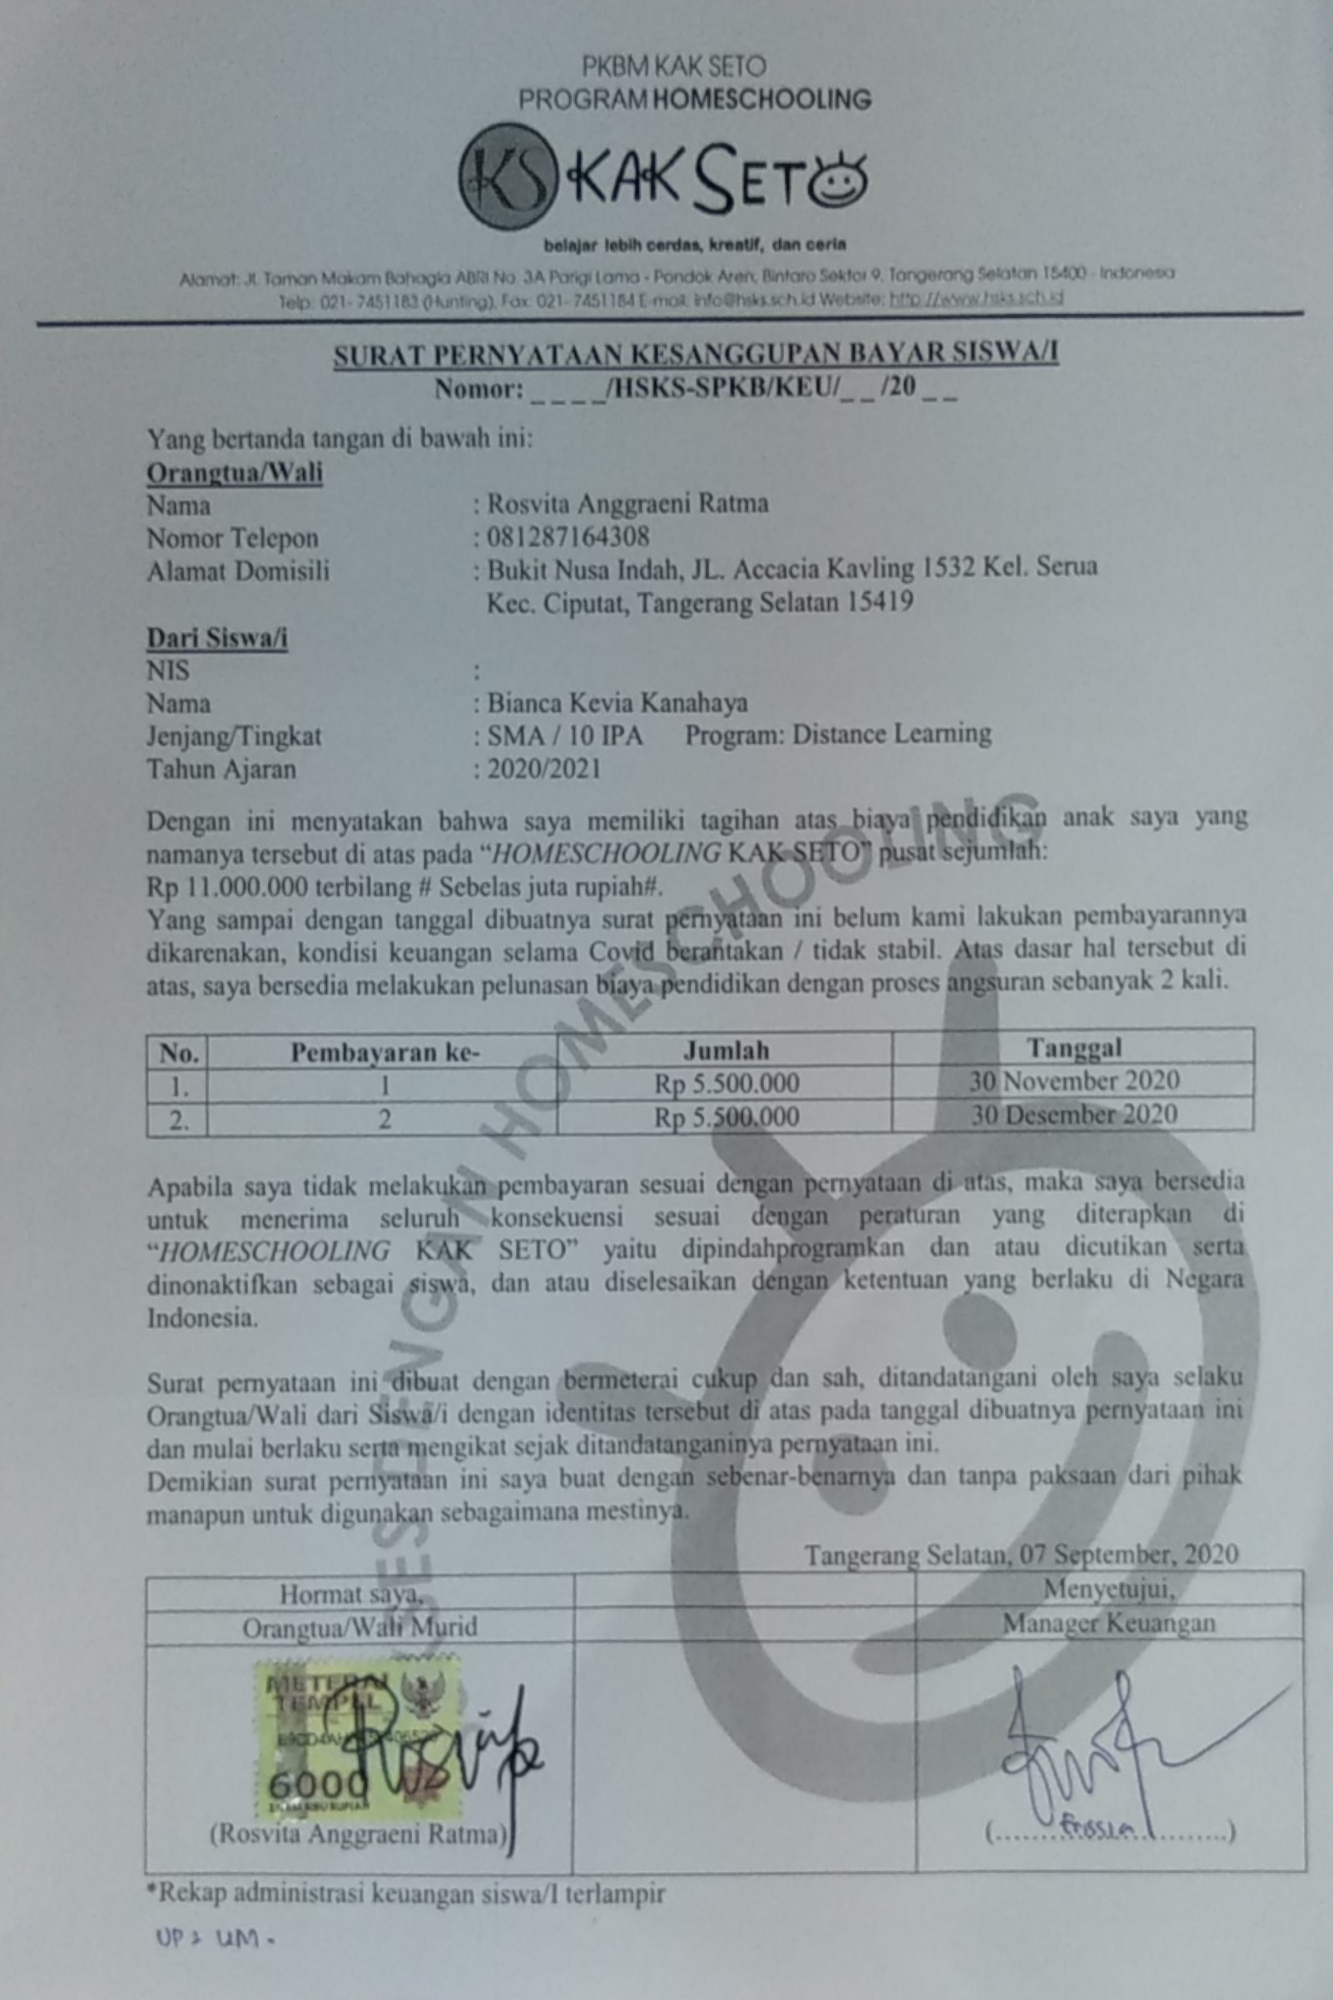 PKBM KAK SETO
PROGRAM HOMESCHOOLING
KS KAK SETO
belajar lebih cerdas, kreatif, dan ceria
Alamat: Jl. Taman Makam Bahagia ABRI No. 3A Parigi Lama - Pondok Aren, Bintaro Sektor 9, Tangerang Selatan 15400 - Indonesia
Telp: 021- 7451183 (Hunting), Fax: 021- 7451184 E-mail: info@hsks.sch.id Website: http://www.hsks.sch.id
SURAT PERNYATAAN KESANGGUPAN BAYAR SISWA/I
Nomor: _ _ _ _/HSKS-SPKB/KEU/_ _ /20 _ _
Yang bertanda tangan di bawah ini:
Orangtua/Wali
Nama : Rosvita Anggraeni Ratma
Nomor Telepon : 081287164308
Alamat Domisili : Bukit Nusa Indah, JL. Accacia Kavling 1532 Kel. Serua
Kec. Ciputat, Tangerang Selatan 15419
Dari Siswa/i
NIS :
Nama : Bianca Kevia Kanahaya
Jenjang/Tingkat : SMA / 10 IPA Program: Distance Learning
Tahun Ajaran : 2020/2021
Dengan ini menyatakan bahwa saya memiliki tagihan atas biaya pendidikan anak saya yang
namanya tersebut di atas pada “HOMESCHOOLING KAK SETO” pusat sejumlah:
Rp 11.000.000 terbilang # Sebelas juta rupiah#.
Yang sampai dengan tanggal dibuatnya surat pernyataan ini belum kami lakukan pembayarannya
dikarenakan, kondisi keuangan selama Covid berantakan / tidak stabil. Atas dasar hal tersebut di
atas, saya bersedia melakukan pelunasan biaya pendidikan dengan proses angsuran sebanyak 2 kali.
No. Pembayaran ke- Jumlah Tanggal
1. 1 Rp 5.500.000 30 November 2020
2. 2 Rp 5.500.000 30 Desember 2020
Apabila saya tidak melakukan pembayaran sesuai dengan pernyataan di atas, maka saya bersedia
untuk menerima seluruh konsekuensi sesuai dengan peraturan yang diterapkan di
“HOMESCHOOLING KAK SETO” yaitu dipindahprogramkan dan atau dicutikan serta
dinonaktifkan sebagai siswa, dan atau diselesaikan dengan ketentuan yang berlaku di Negara
Indonesia.
Surat pernyataan ini dibuat dengan bermeterai cukup dan sah, ditandatangani oleh saya selaku
Orangtua/Wali dari Siswa/i dengan identitas tersebut di atas pada tanggal dibuatnya pernyataan ini
dan mulai berlaku serta mengikat sejak ditandatanganinya pernyataan ini.
Demikian surat pernyataan ini saya buat dengan sebenar-benarnya dan tanpa paksaan dari pihak
manapun untuk digunakan sebagaimana mestinya.
DENGAN HOMESCHOOLING
Tangerang Selatan, 07 September, 2020
Hormat saya, Menyetujui,
Orangtua/Wali Murid Manager Keuangan
METERAI
TEMPEL
6000
ENAM RIBU RUPIAH
Rosvita
(Rosvita Anggraeni Ratma) (..........Erossia..........)
*Rekap administrasi keuangan siswa/I terlampir
UP : UM -